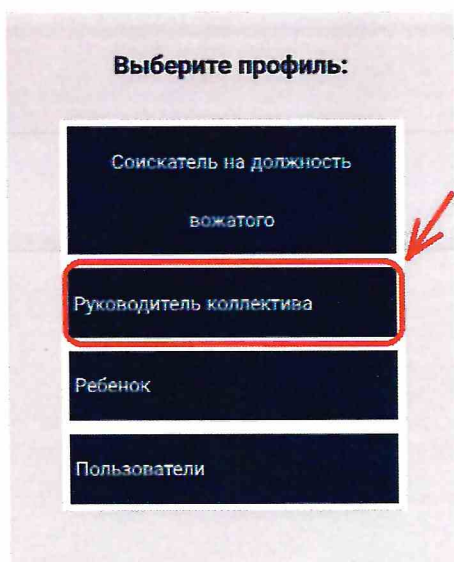 Выберите профиль:
Соискатель на должность
вожатого
Руководитель коллектива
Ребенок
Пользователи